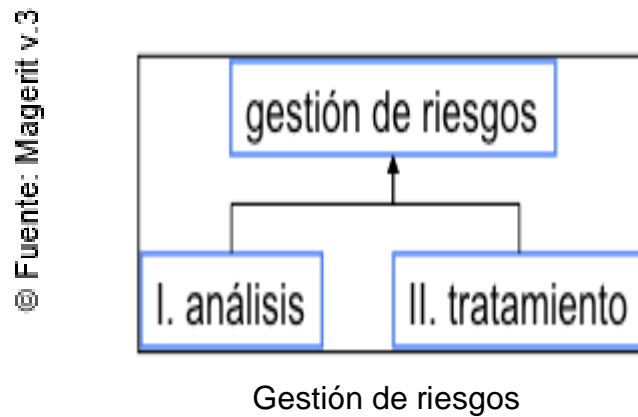 © Fuente: Magerit v.3
gestión de riesgos
I. análisis
II. tratamiento
Gestión de riesgos